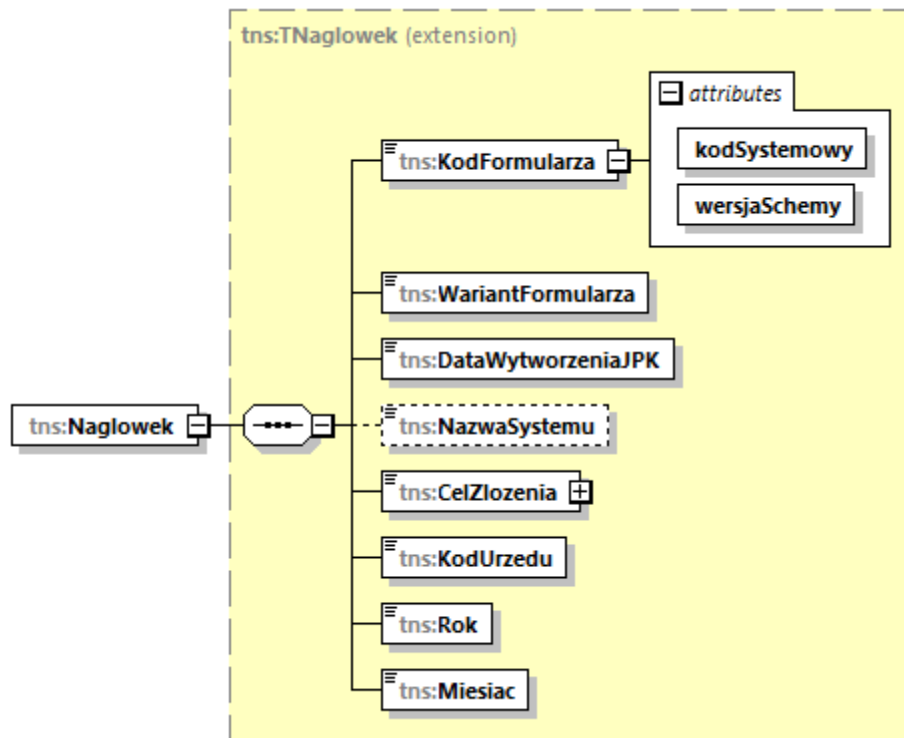 tns:TNaglowek (extension)
attributes
tns:KodFormularza
kodSystemowy
wersjaSchemy
tns:WariantFormularza
tns:DataWytworzeniaJPK
tns:Naglowek
tns:NazwaSystemu
tns:CelZlozenia
tns:KodUrzedu
tns:Rok
tns:Miesiac